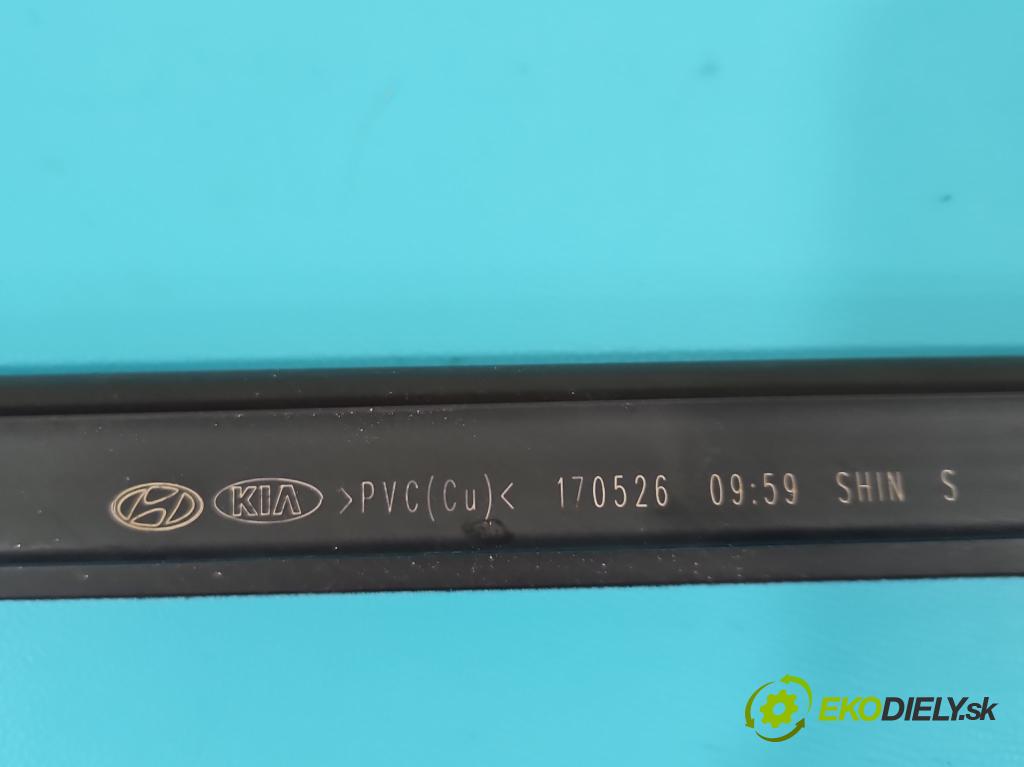 KIA >PVC(Cu)< 170526 09:59 SHIN S
EKODIELY.sk